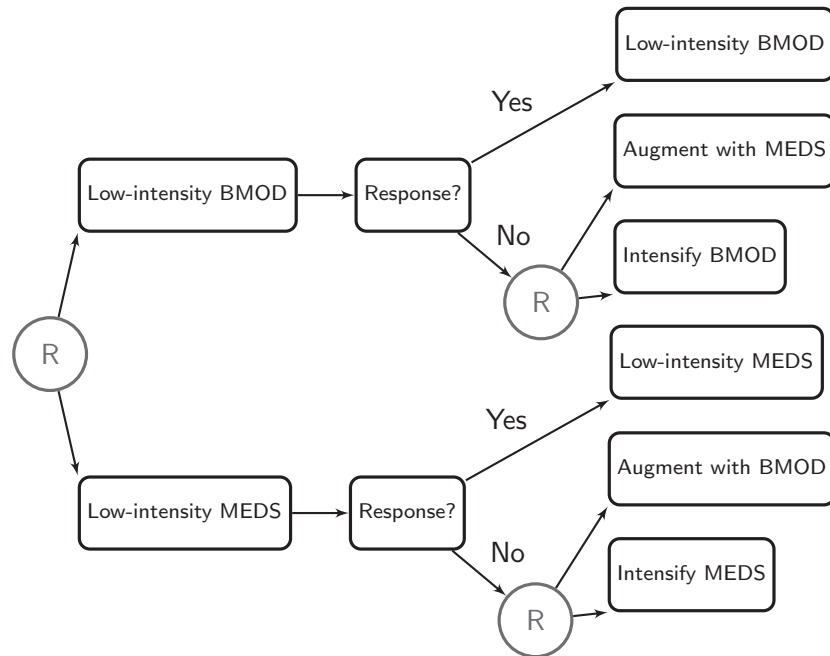 Low-intensity BMOD
Yes
Augment with MEDS
Low-intensity BMOD
Response?
No
Intensify BMOD
R
R
Low-intensity MEDS
Yes
Augment with BMOD
Low-intensity MEDS
Response?
No
Intensify MEDS
R